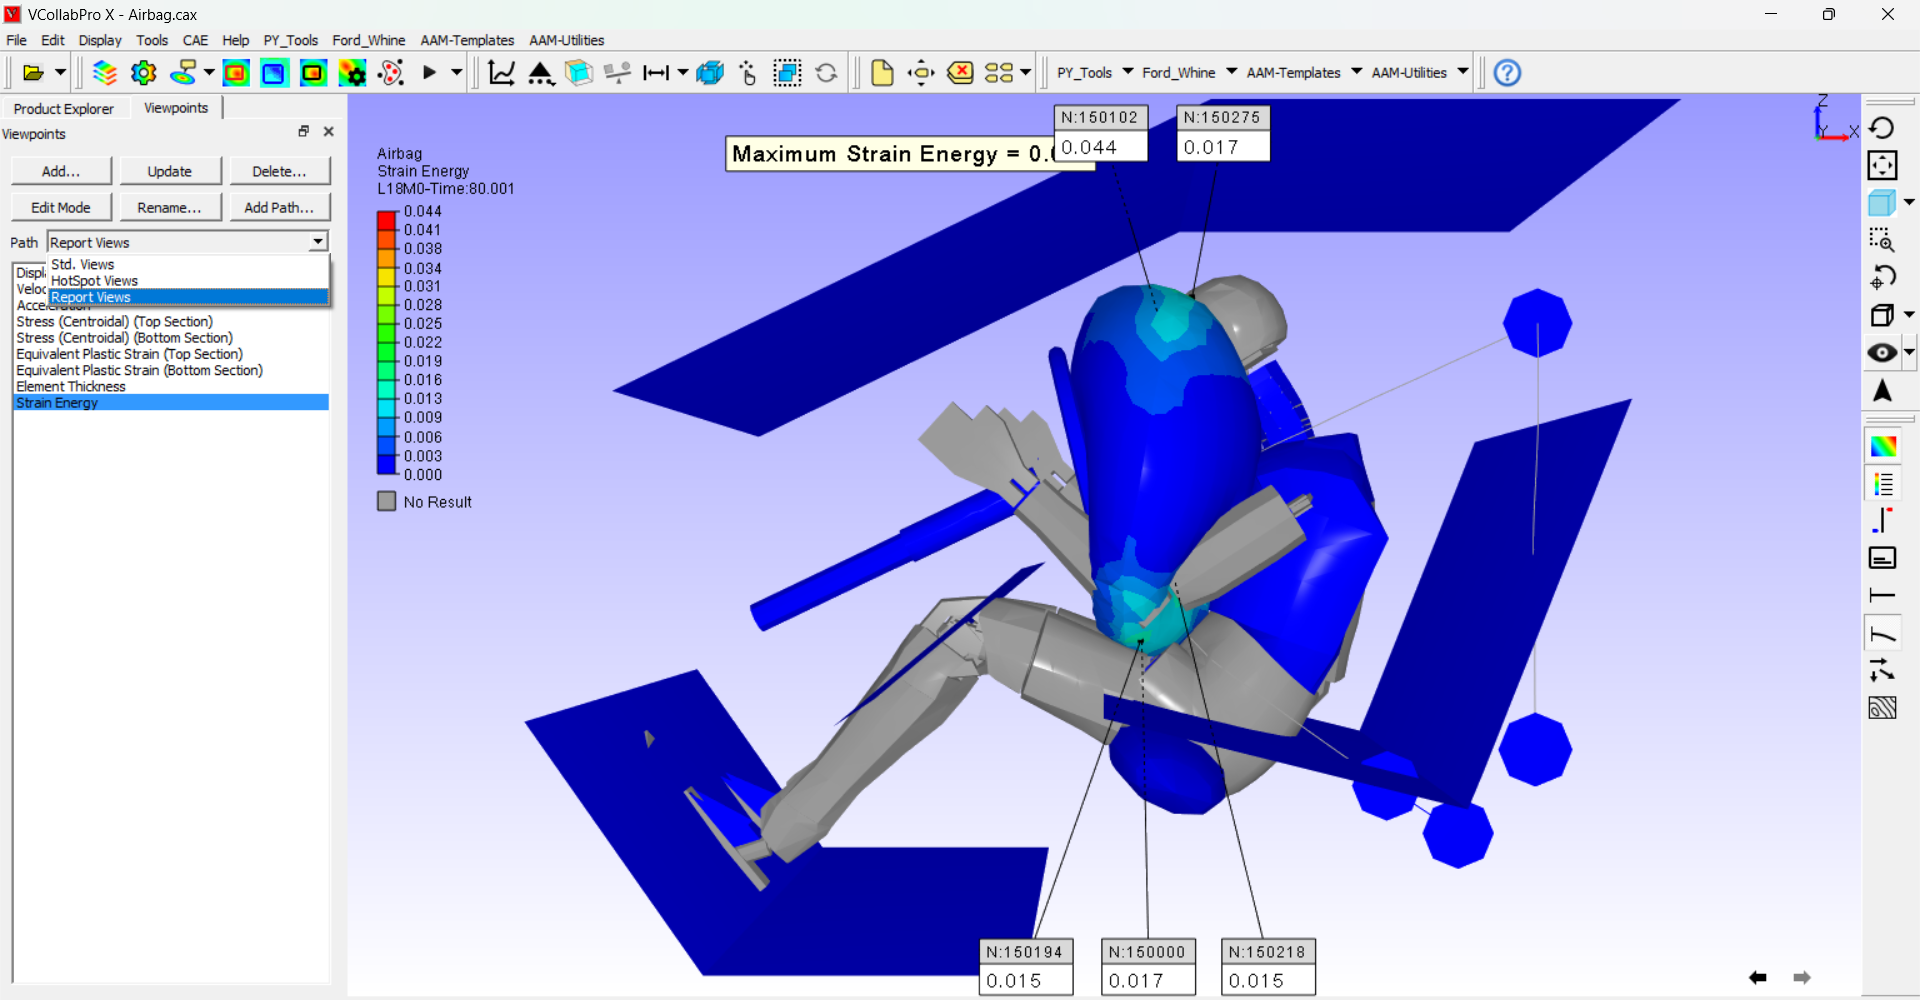 VCollabPro X - Airbag.cax
File Edit Display Tools CAE Help PY_Tools Ford_Whine AAM-Templates AAM-Utilities
PY_Tools Ford_Whine AAM-Templates AAM-Utilities
Product Explorer Viewpoints
Viewpoints
Add... Update Delete...
Edit Mode Rename... Add Path...
Path Report Views
Std. Views
HotSpot Views
Report Views
Displ
Veloc
Acceleration
Stress (Centroidal) (Top Section)
Stress (Centroidal) (Bottom Section)
Equivalent Plastic Strain (Top Section)
Equivalent Plastic Strain (Bottom Section)
Element Thickness
Strain Energy
Airbag
Strain Energy
L18M0-Time:80.001
0.044
0.041
0.038
0.034
0.031
0.028
0.025
0.022
0.019
0.016
0.013
0.009
0.006
0.003
0.000
No Result
Maximum Strain Energy = 0.0
N:150102
0.044
N:150275
0.017
Z
Y X
N:150194
0.015
N:150000
0.017
N:150218
0.015